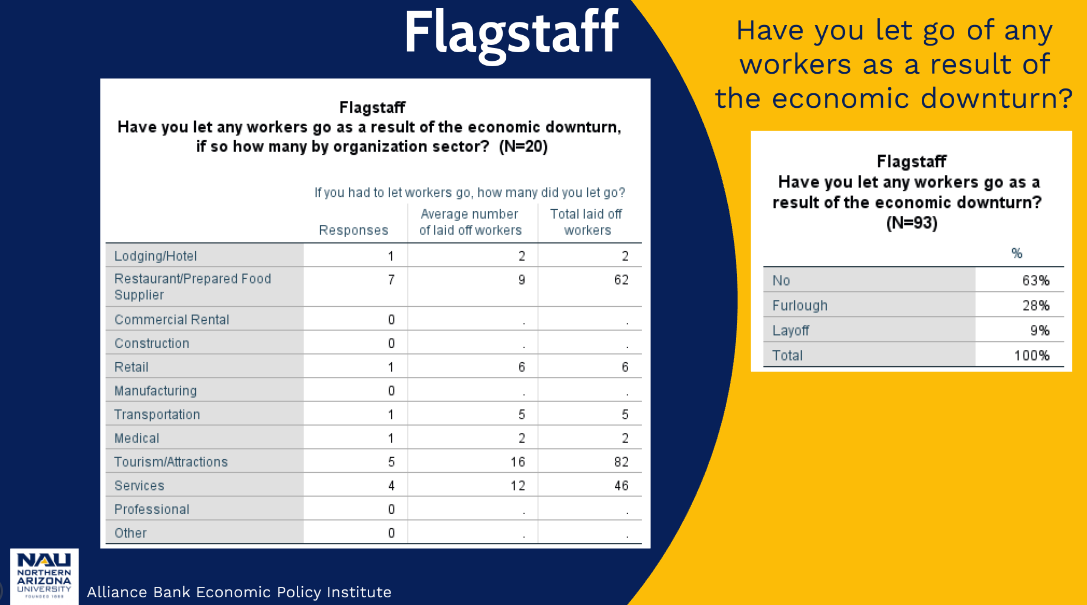 Flagstaff
Flagstaff
Have you let any workers go as a result of the economic downturn,
if so how many by organization sector? (N=20)
If you had to let workers go, how many did you let go?
Responses Average number of laid off workers Total laid off workers
Lodging/Hotel 1 2 2
Restaurant/Prepared Food Supplier 7 9 62
Commercial Rental 0 . .
Construction 0 . .
Retail 1 6 6
Manufacturing 0 . .
Transportation 1 5 5
Medical 1 2 2
Tourism/Attractions 5 16 82
Services 4 12 46
Professional 0 . .
Other 0 . .
NAU
NORTHERN
ARIZONA
UNIVERSITY
FOUNDED 1899
Alliance Bank Economic Policy Institute
Have you let go of any
workers as a result of
the economic downturn?
Flagstaff
Have you let any workers go as a
result of the economic downturn?
(N=93)
%
No 63%
Furlough 28%
Layoff 9%
Total 100%